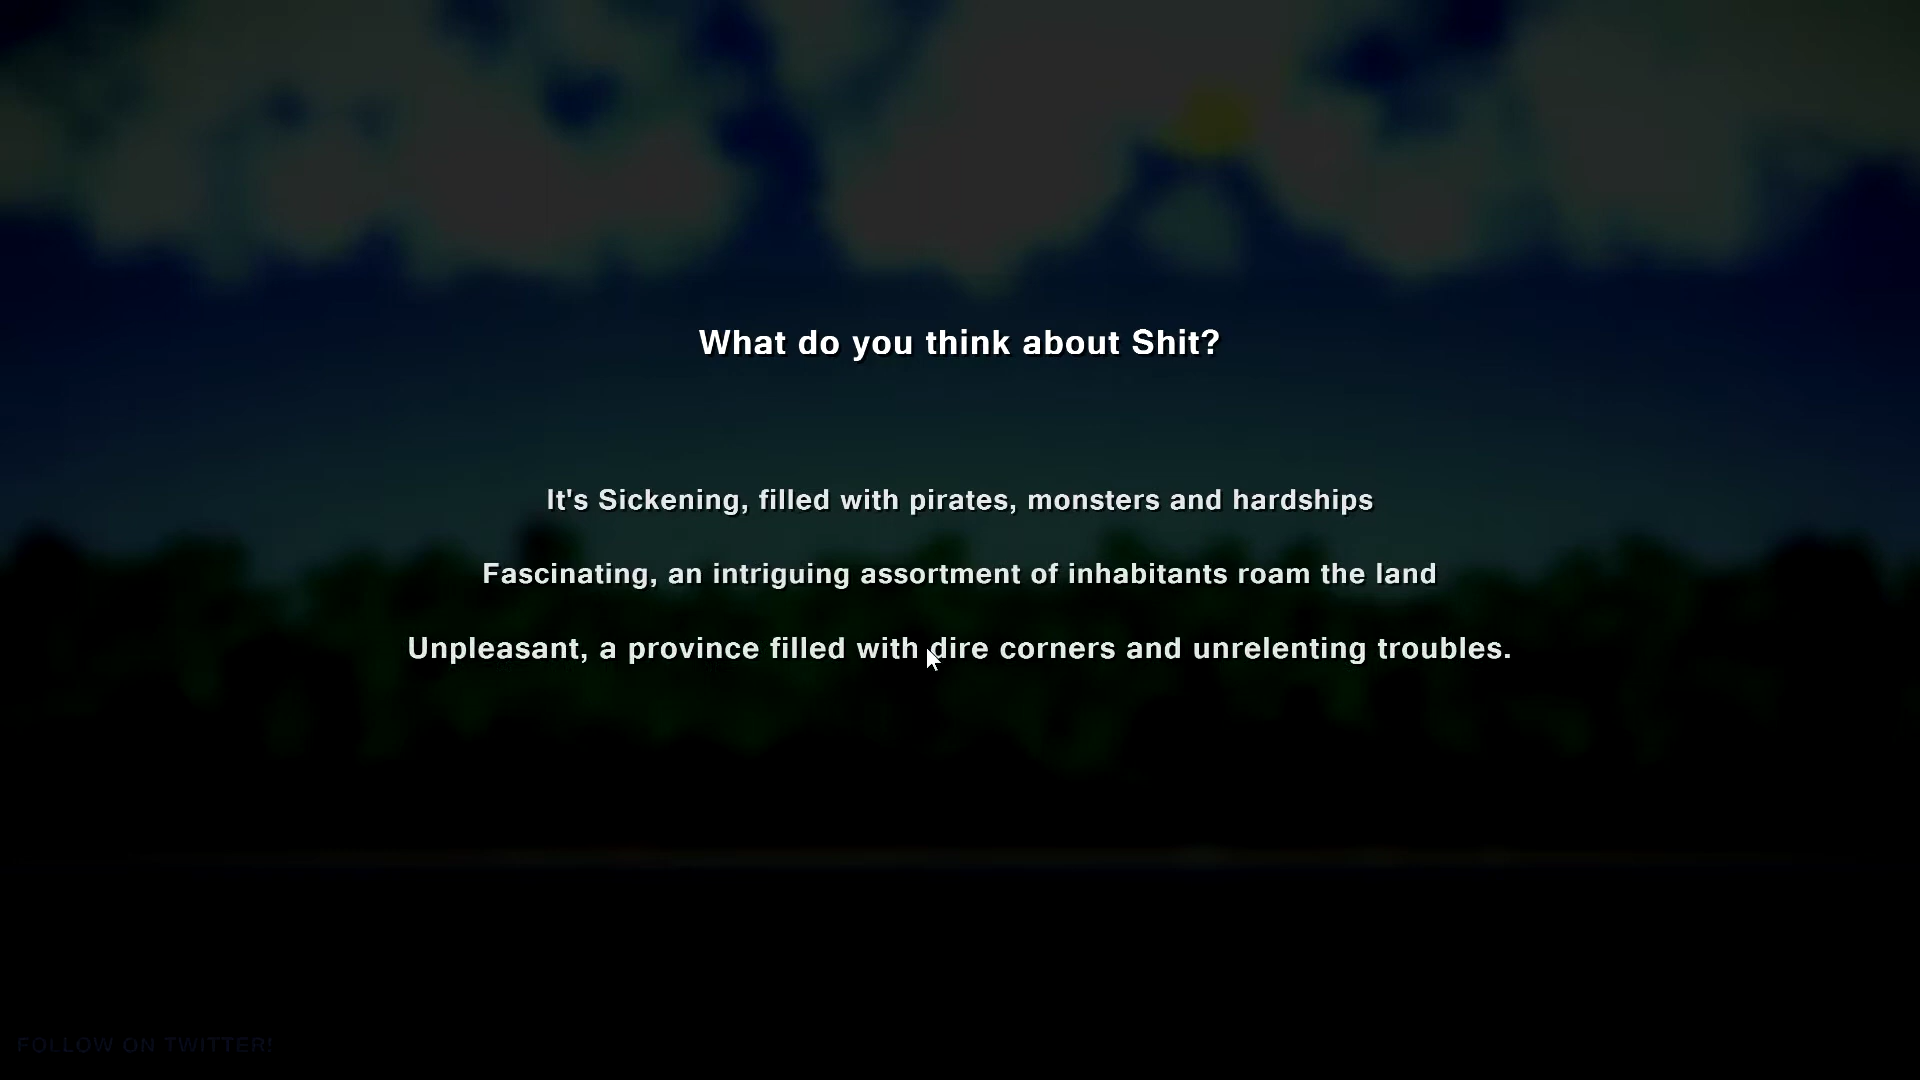 What do you think about Shit?
It's Sickening, filled with pirates, monsters and hardships
Fascinating, an intriguing assortment of inhabitants roam the land
Unpleasant, a province filled with dire corners and unrelenting troubles.
FOLLOW ON TWITTER!